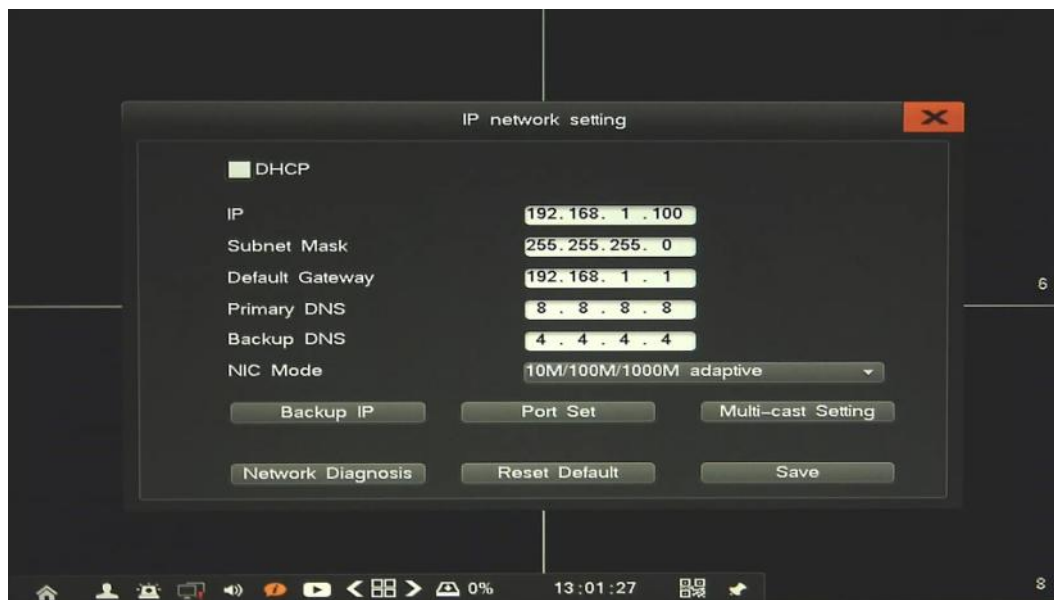 IP network setting
DHCP
IP 192.168. 1 .100
Subnet Mask 255.255.255. 0
Default Gateway 192.168. 1 . 1
6
Primary DNS 8 . 8 . 8 . 8
Backup DNS 4 . 4 . 4 . 4
NIC Mode 10M/100M/1000M adaptive
Backup IP Port Set Multi-cast Setting
Network Diagnosis Reset Default Save
0% 13:01:27
8